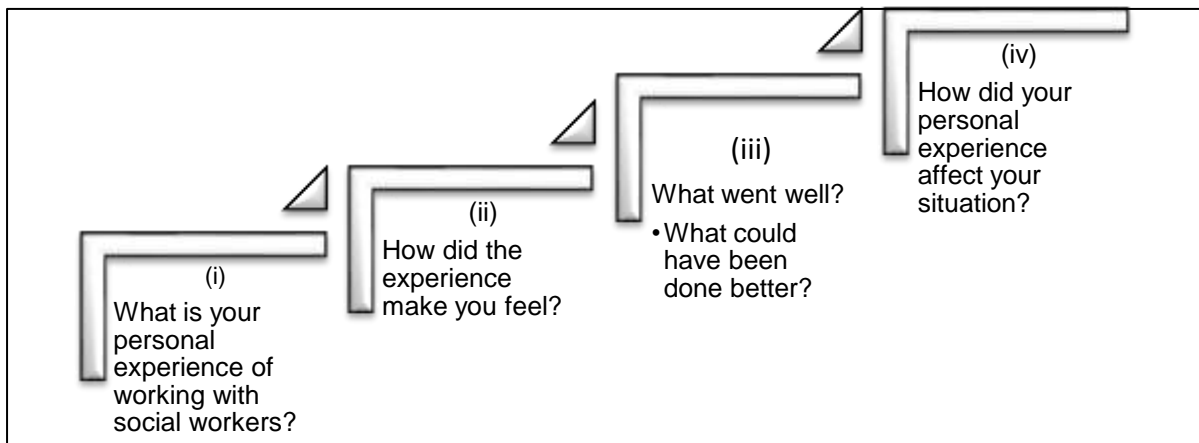 (i)
What is your
personal
experience of
working with
social workers?
(ii)
How did the
experience
make you feel?
(iii)
What went well?
•What could
have been
done better?
(iv)
How did your
personal
experience
affect your
situation?